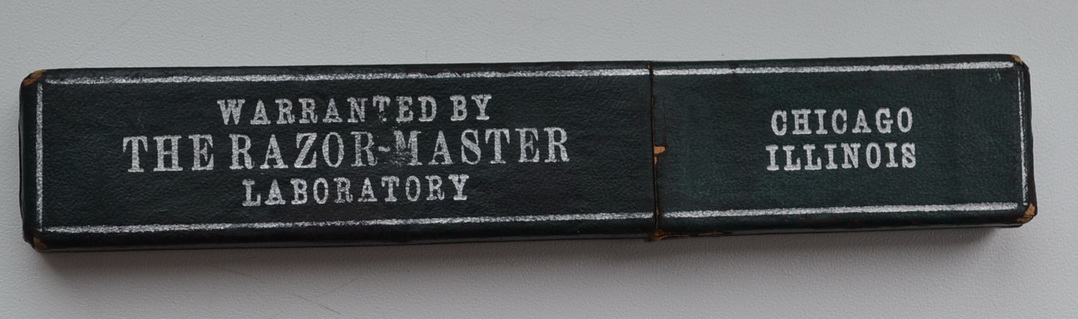 WARRANTED BY
THE RAZOR-MASTER
LABORATORY
CHICAGO
ILLINOIS